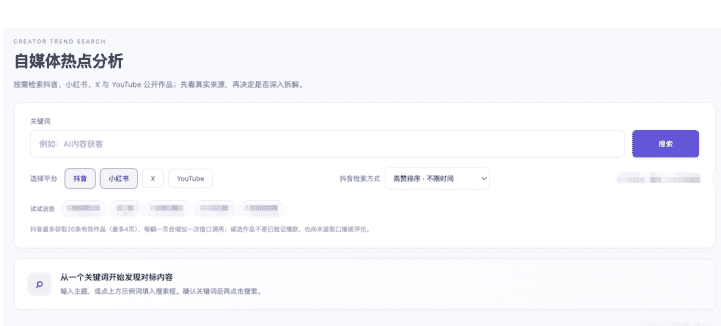 CREATOR TREND SEARCH
自媒体热点分析
按需检索抖音、小红书、X 与 YouTube 公开作品；先看真实来源，再决定是否深入拆解。
关键词
例如：AI内容获客
搜索
选择平台 抖音 小红书 X YouTube 抖音检索方式 高赞排序 · 不限时间
试试这些
抖音最多获取20条有效作品（最多4页），每翻一页会增加一次接口调用；候选作品不是已验证爆款，也尚未提取口播或评论。
从一个关键词开始发现对标内容
输入主题，或点上方示例词填入搜索框。确认关键词后再点击搜索。